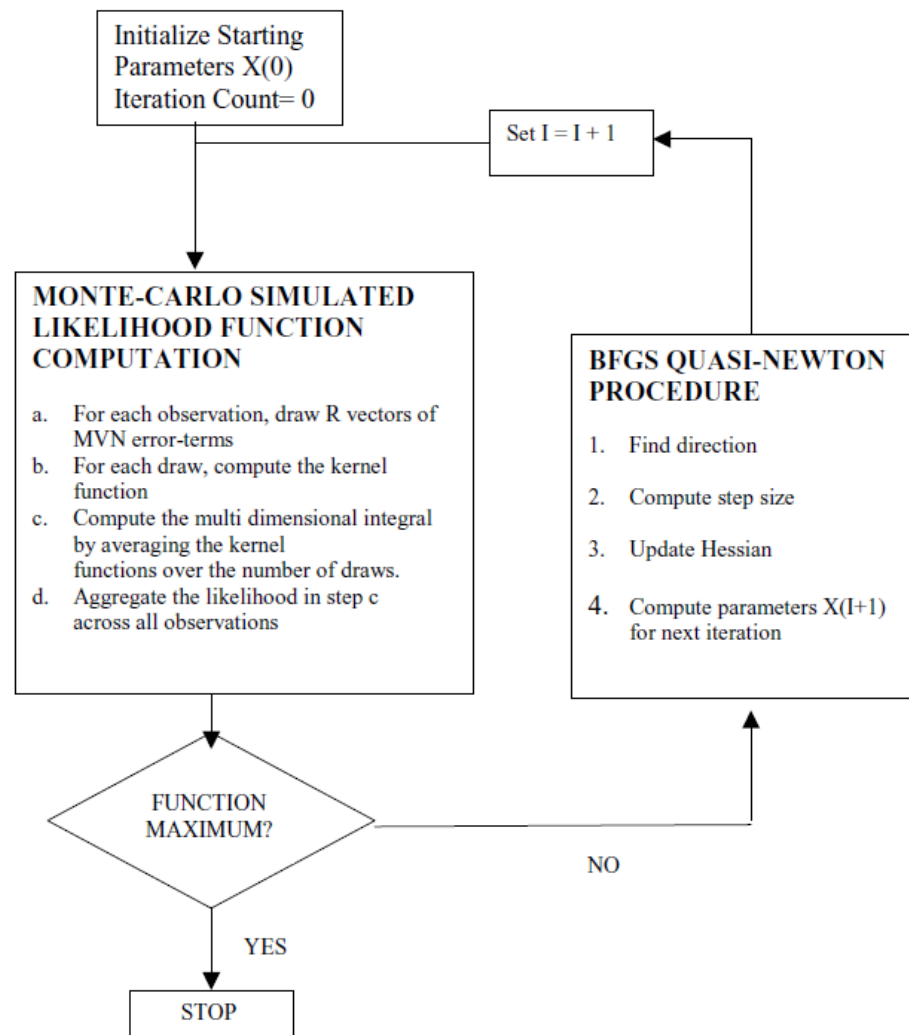 Initialize Starting
Parameters X(0)
Iteration Count= 0
Set I = I + 1
MONTE-CARLO SIMULATED
LIKELIHOOD FUNCTION
COMPUTATION
a. For each observation, draw R vectors of
MVN error-terms
b. For each draw, compute the kernel
function
c. Compute the multi dimensional integral
by averaging the kernel
functions over the number of draws.
d. Aggregate the likelihood in step c
across all observations
BFGS QUASI-NEWTON
PROCEDURE
1. Find direction
2. Compute step size
3. Update Hessian
4. Compute parameters X(I+1)
for next iteration
FUNCTION
MAXIMUM?
NO
YES
STOP